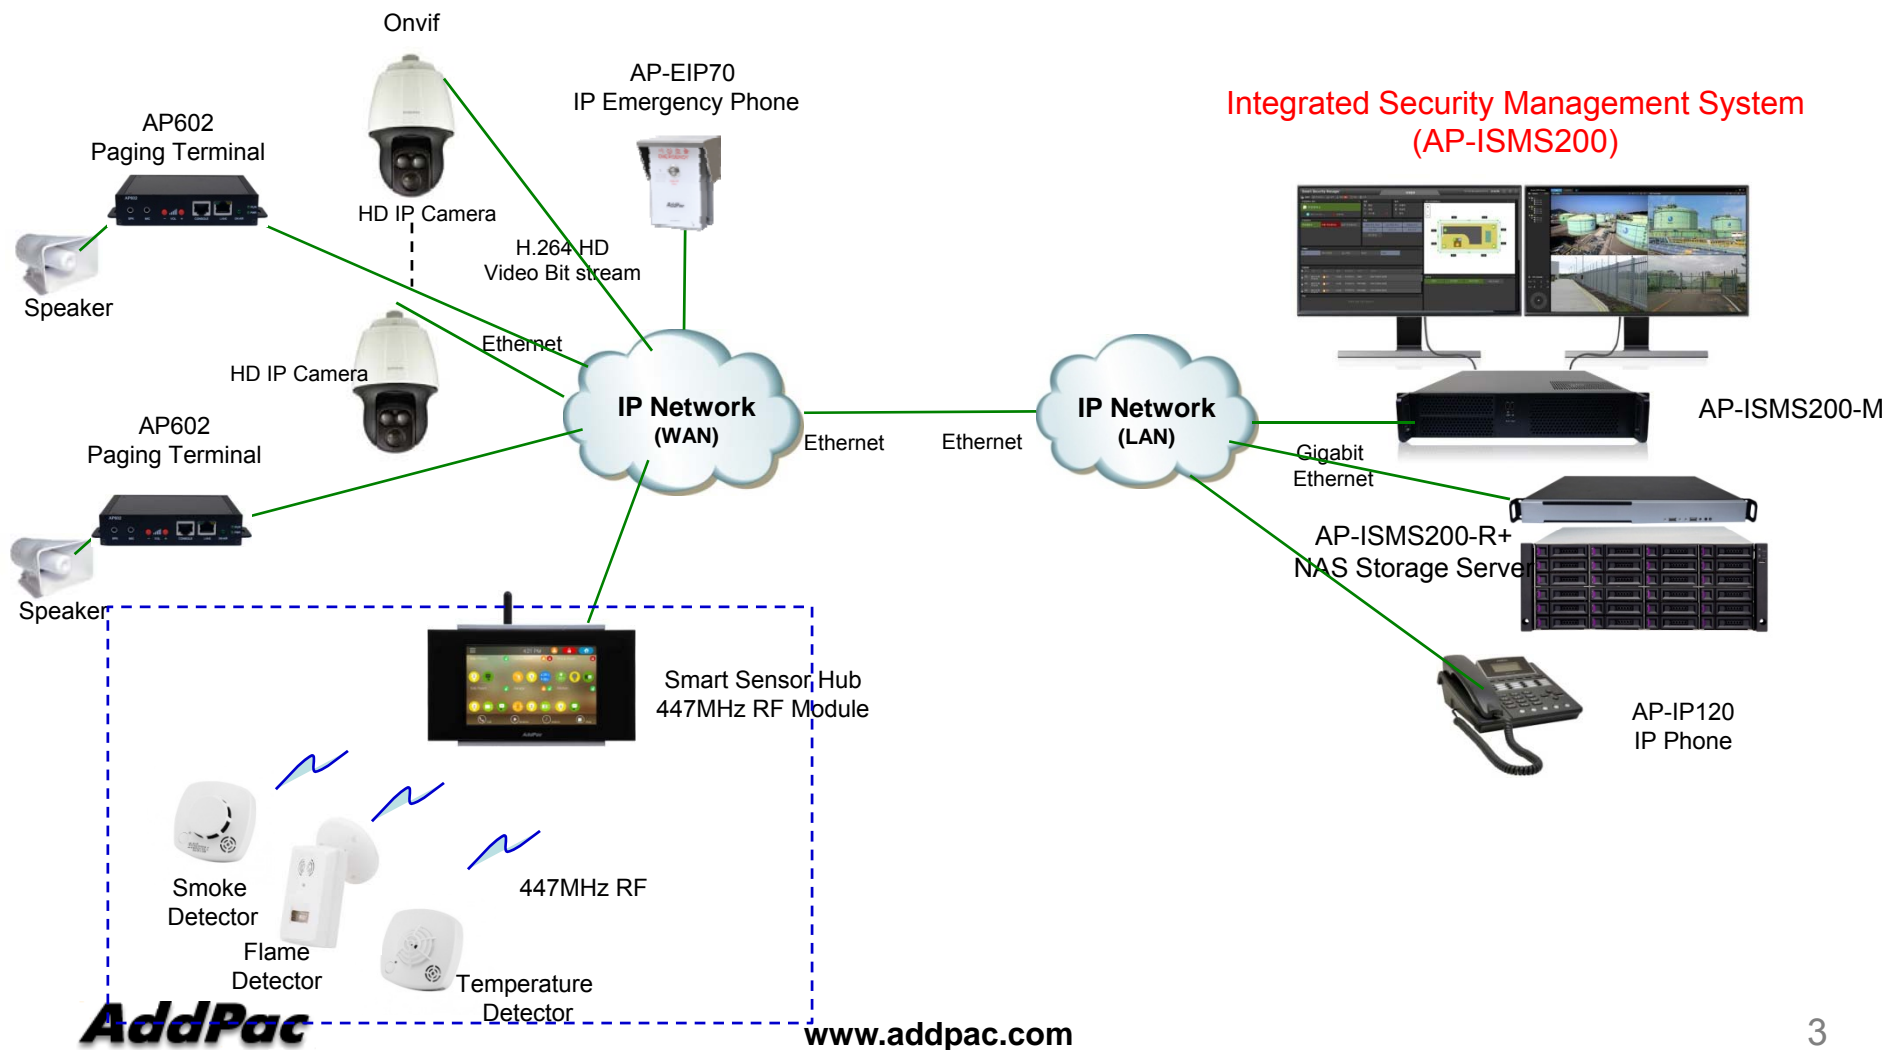 Onvif
AP-EIP70
IP Emergency Phone
Integrated Security Management System
(AP-ISMS200)
AP602
Paging Terminal
HD IP Camera
H.264 HD
Video Bit stream
Speaker
Ethernet
HD IP Camera
IP Network
(WAN)
IP Network
(LAN)
AP-ISMS200-M
AP602
Paging Terminal
Ethernet
Ethernet
Gigabit
Ethernet
AP-ISMS200-R+
NAS Storage Server
Speaker
Smart Sensor Hub
447MHz RF Module
AddPac
AP-IP120
IP Phone
Smoke
Detector
447MHz RF
Flame
Detector
Temperature
Detector
AddPac
www.addpac.com
3